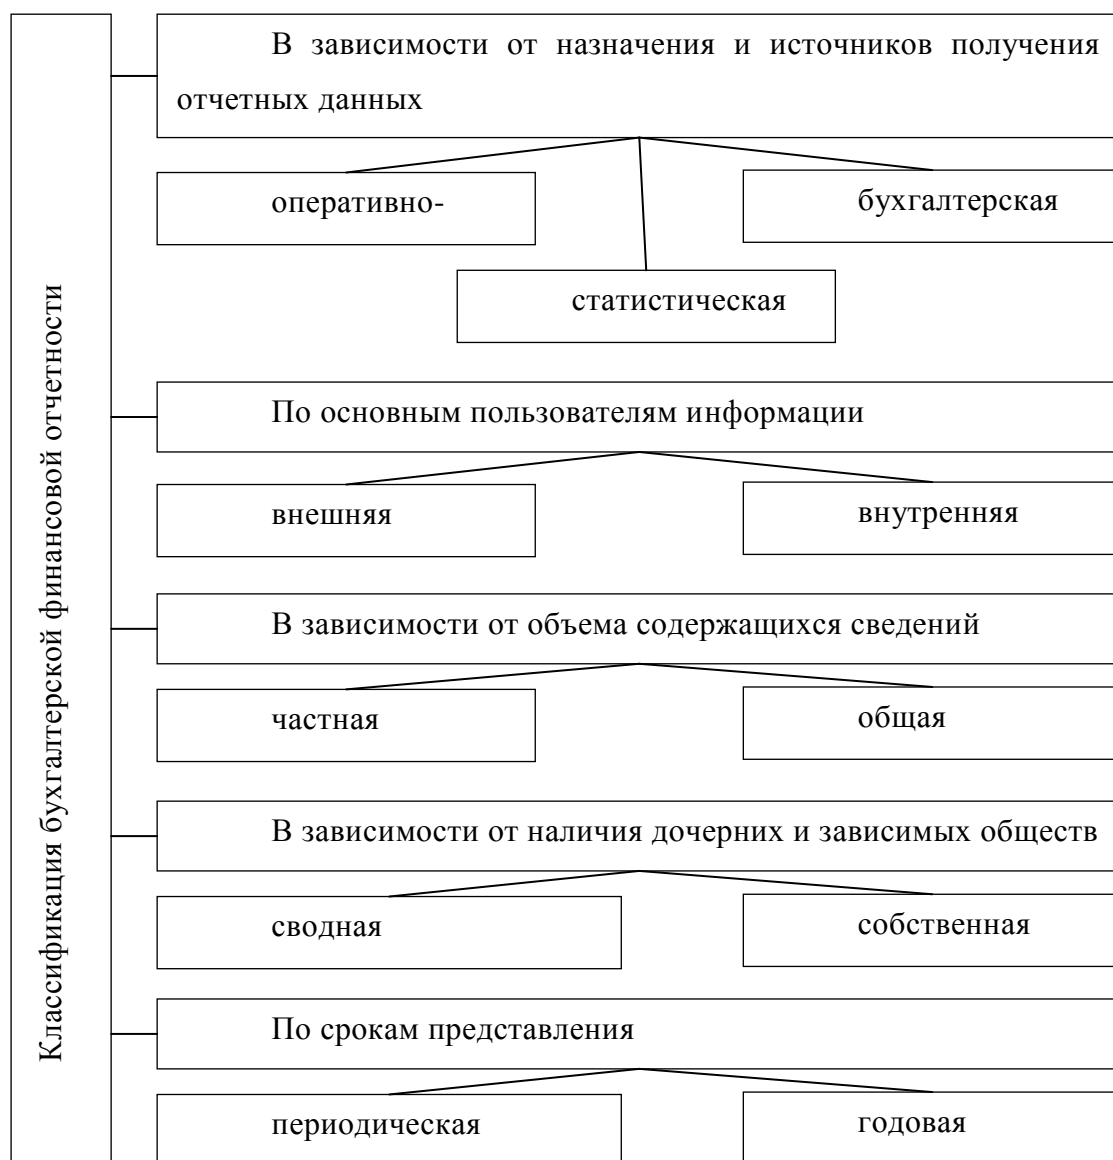 Классификация бухгалтерской финансовой отчетности
В зависимости от назначения и источников получения
отчетных данных
оперативно-
бухгалтерская
статистическая
По основным пользователям информации
внешняя
внутренняя
В зависимости от объема содержащихся сведений
частная
общая
В зависимости от наличия дочерних и зависимых обществ
сводная
собственная
По срокам представления
периодическая
годовая